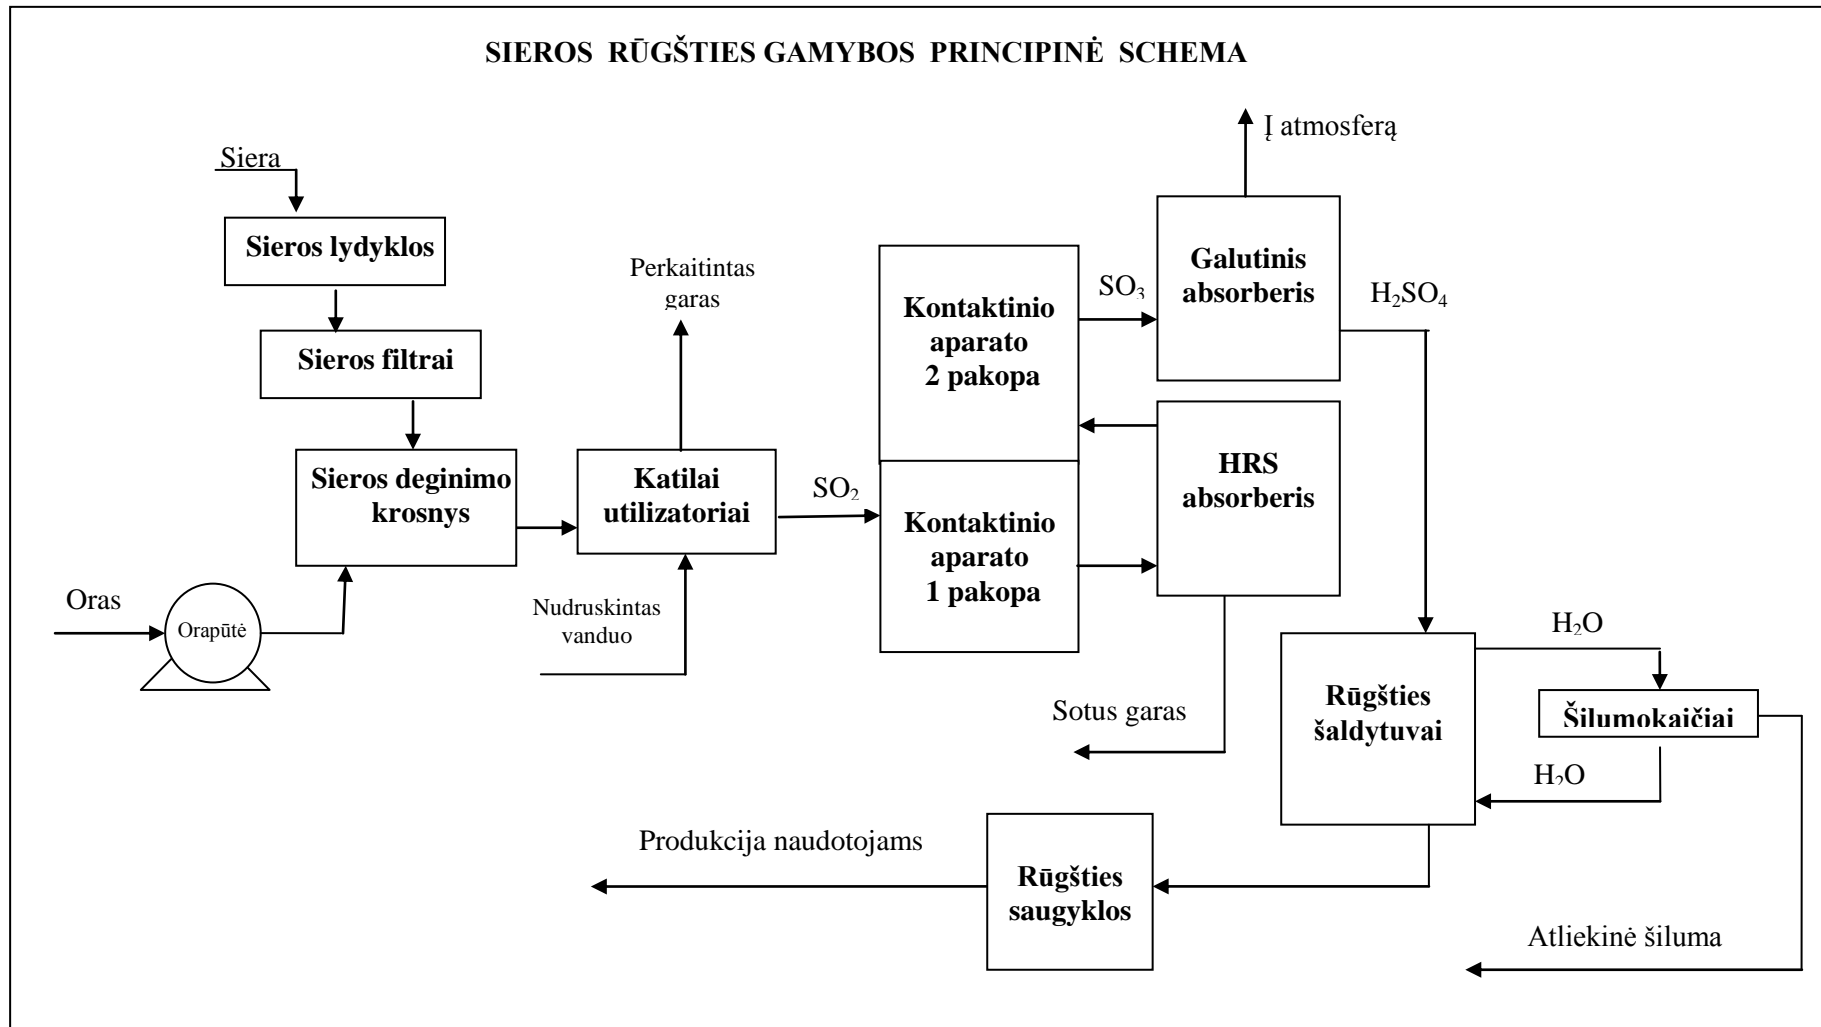 SIEROS RŪGŠTIES GAMYBOS PRINCIPINĖ SCHEMA
Į atmosferą
Siera
Sieros lydyklos
Perkaitintas
garas
Galutinis
absorberis
SO₃
H₂SO₄
Kontaktinio
aparato
2 pakopa
Sieros filtrai
Sieros deginimo
krosnys
Katilai
utilizatoriai
SO₂
HRS
absorberis
Kontaktinio
aparato
1 pakopa
Oras
Orapūtė
Nudruskintas
vanduo
H₂O
Sotus garas
Rūgšties
šaldytuvai
Šilumokaičiai
H₂O
Produkcija naudotojams
Rūgšties
saugyklos
Atliekinė šiluma